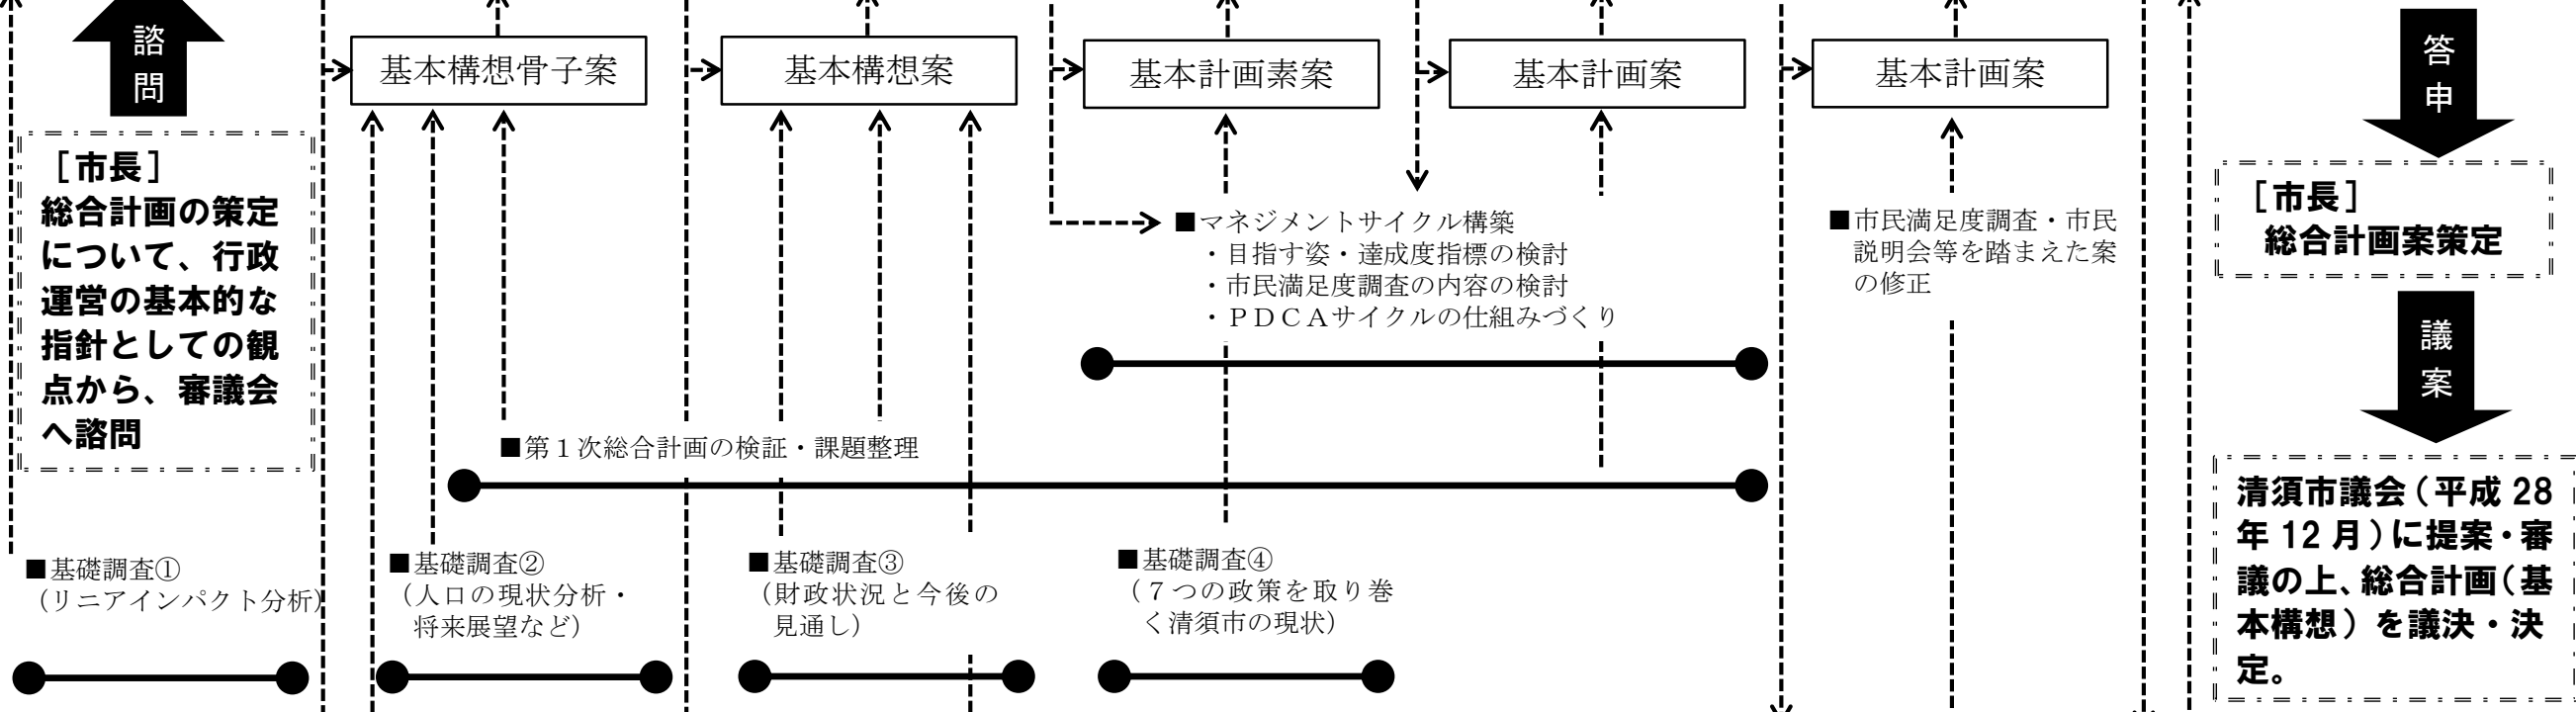 諮問
基本構想骨子案
基本構想案
基本計画素案
基本計画案
基本計画案
答申
［市長］
総合計画の策定
について、行政
運営の基本的な
指針としての観
点から、審議会
へ諮問
■マネジメントサイクル構築
・目指す姿・達成度指標の検討
・市民満足度調査の内容の検討
・ＰＤＣＡサイクルの仕組みづくり
■市民満足度調査・市民
説明会等を踏まえた案
の修正
［市長］
総合計画案策定
議案
■第１次総合計画の検証・課題整理
清須市議会（平成 28
年 12 月）に提案・審
議の上、総合計画（基
本構想）を議決・決
定。
■基礎調査①
（リニアインパクト分析）
■基礎調査②
（人口の現状分析・
将来展望など）
■基礎調査③
（財政状況と今後の
見通し）
■基礎調査④
（７つの政策を取り巻
く清須市の現状）